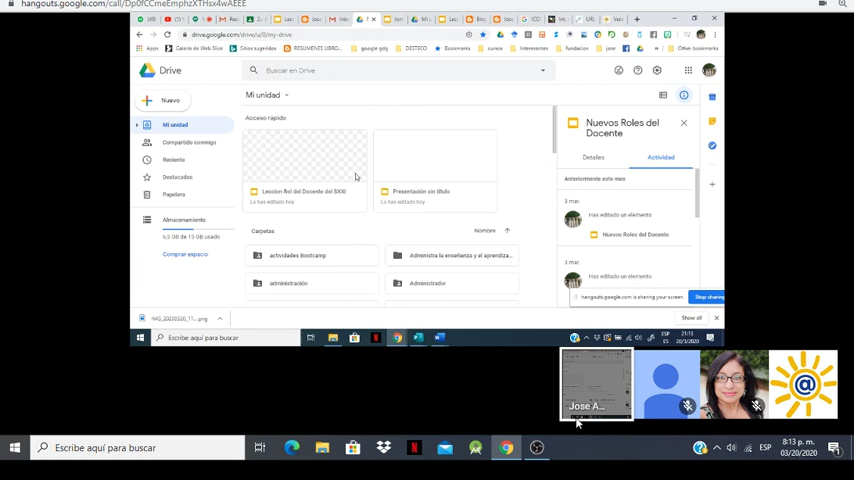 hangouts.google.com/call/Dp0fCCmeEmphzXTHsx4wAEEE
drive.google.com/drive/u/0/my-drive
Apps
Galería de Web Slice
Sitios sugeridos
RESUMENES LIBRO...
google gdg
DESTECO
Bookmarks
cursos
Interesantes
Fundacion
jose
Other bookmarks
Drive
Buscar en Drive
Nuevo
Mi unidad
Compartido conmigo
Reciente
Destacados
Papelera
Almacenamiento
6,5 GB de 15 GB usado
Comprar espacio
Mi unidad
Acceso rápido
Leccion Rol del Docente del SXXI
Lo has editado hoy
Presentación sin título
Lo has editado hoy
Carpetas
Nombre
actividades Bootcamp
Administra la enseñanza y el aprendiza...
administración
Administrador
Nuevos Roles del
Docente
Detalles
Actividad
Anteriormente este mes
3 mar.
Has editado un elemento
Nuevos Roles del Docente
3 mar.
Has editado un elemento
hangouts.google.com is sharing your screen.
Stop sharing
IMG_20200320_11....png
Show all
Escribe aquí para buscar
ESP
ES
21:13
20/3/2020
Jose A...
@
Escribe aquí para buscar
ESP
8:13 p. m.
03/20/2020